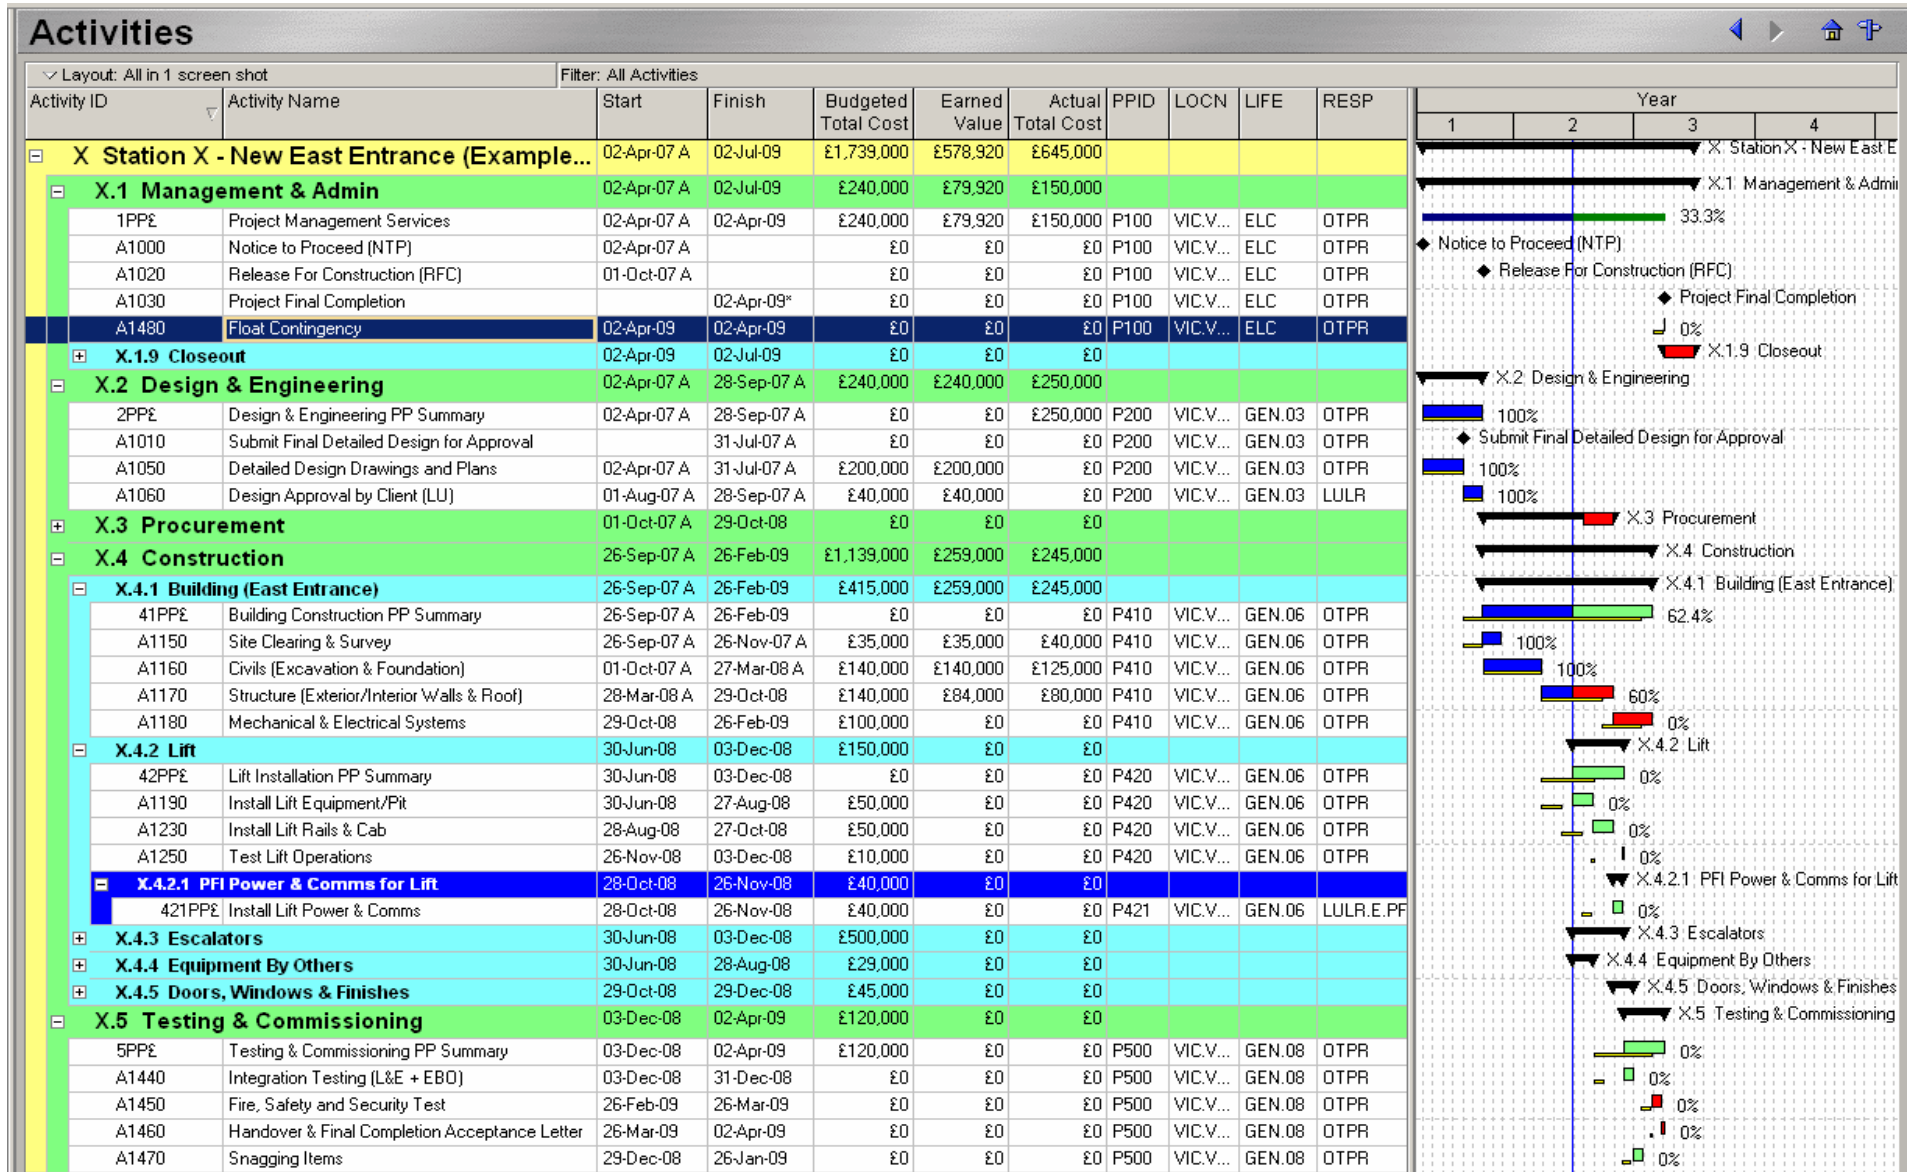 Activities
Layout: All in 1 screen shot Filter: All Activities
Activity ID Activity Name Start Finish Budgeted Total Cost Earned Value Actual Total Cost PPID LOCN LIFE RESP Year
1 2 3 4
X Station X - New East Entrance (Example... 02-Apr-07 A 02-Jul-09 £1,739,000 £578,920 £645,000 X Station X - New East E
X.1 Management & Admin 02-Apr-07 A 02-Jul-09 £240,000 £79,920 £150,000 X.1 Management & Admi
1PP£ Project Management Services 02-Apr-07 A 02-Apr-09 £240,000 £79,920 £150,000 P100 VIC.V... ELC OTPR 33.3%
A1000 Notice to Proceed (NTP) 02-Apr-07 A £0 £0 £0 P100 VIC.V... ELC OTPR Notice to Proceed (NTP)
A1020 Release For Construction (RFC) 01-Oct-07 A £0 £0 £0 P100 VIC.V... ELC OTPR Release For Construction (RFC)
A1030 Project Final Completion 02-Apr-09* £0 £0 £0 P100 VIC.V... ELC OTPR Project Final Completion
A1480 Float Contingency 02-Apr-09 02-Apr-09 £0 £0 £0 P100 VIC.V... ELC OTPR 0%
X.1.9 Closeout 02-Apr-09 02-Jul-09 £0 £0 £0 X.1.9 Closeout
X.2 Design & Engineering 02-Apr-07 A 28-Sep-07 A £240,000 £240,000 £250,000 X.2 Design & Engineering
2PP£ Design & Engineering PP Summary 02-Apr-07 A 28-Sep-07 A £0 £0 £250,000 P200 VIC.V... GEN.03 OTPR 100%
A1010 Submit Final Detailed Design for Approval 31-Jul-07 A £0 £0 £0 P200 VIC.V... GEN.03 OTPR Submit Final Detailed Design for Approval
A1050 Detailed Design Drawings and Plans 02-Apr-07 A 31-Jul-07 A £200,000 £200,000 £0 P200 VIC.V... GEN.03 OTPR 100%
A1060 Design Approval by Client (LU) 01-Aug-07 A 28-Sep-07 A £40,000 £40,000 £0 P200 VIC.V... GEN.03 LULR 100%
X.3 Procurement 01-Oct-07 A 29-Oct-08 £0 £0 £0 X.3 Procurement
X.4 Construction 26-Sep-07 A 26-Feb-09 £1,139,000 £259,000 £245,000 X.4 Construction
X.4.1 Building (East Entrance) 26-Sep-07 A 26-Feb-09 £415,000 £259,000 £245,000 X.4.1 Building (East Entrance)
41PP£ Building Construction PP Summary 26-Sep-07 A 26-Feb-09 £0 £0 £0 P410 VIC.V... GEN.06 OTPR 62.4%
A1150 Site Clearing & Survey 26-Sep-07 A 26-Nov-07 A £35,000 £35,000 £40,000 P410 VIC.V... GEN.06 OTPR 100%
A1160 Civils (Excavation & Foundation) 01-Oct-07 A 27-Mar-08 A £140,000 £140,000 £125,000 P410 VIC.V... GEN.06 OTPR 100%
A1170 Structure (Exterior/Interior Walls & Roof) 28-Mar-08 A 29-Oct-08 £140,000 £84,000 £80,000 P410 VIC.V... GEN.06 OTPR 60%
A1180 Mechanical & Electrical Systems 29-Oct-08 26-Feb-09 £100,000 £0 £0 P410 VIC.V... GEN.06 OTPR 0%
X.4.2 Lift 30-Jun-08 03-Dec-08 £150,000 £0 £0 X.4.2 Lift
42PP£ Lift Installation PP Summary 30-Jun-08 03-Dec-08 £0 £0 £0 P420 VIC.V... GEN.06 OTPR 0%
A1190 Install Lift Equipment/Pit 30-Jun-08 27-Aug-08 £50,000 £0 £0 P420 VIC.V... GEN.06 OTPR 0%
A1230 Install Lift Rails & Cab 28-Aug-08 27-Oct-08 £50,000 £0 £0 P420 VIC.V... GEN.06 OTPR 0%
A1250 Test Lift Operations 26-Nov-08 03-Dec-08 £10,000 £0 £0 P420 VIC.V... GEN.06 OTPR 0%
X.4.2.1 PFI Power & Comms for Lift 28-Oct-08 26-Nov-08 £40,000 £0 £0 X.4.2.1 PFI Power & Comms for Lift
421PP£ Install Lift Power & Comms 28-Oct-08 26-Nov-08 £40,000 £0 £0 P421 VIC.V... GEN.06 LULR.E.PF 0%
X.4.3 Escalators 30-Jun-08 03-Dec-08 £500,000 £0 £0 X.4.3 Escalators
X.4.4 Equipment By Others 30-Jun-08 28-Aug-08 £29,000 £0 £0 X.4.4 Equipment By Others
X.4.5 Doors, Windows & Finishes 29-Oct-08 29-Dec-08 £45,000 £0 £0 X.4.5 Doors, Windows & Finishes
X.5 Testing & Commissioning 03-Dec-08 02-Apr-09 £120,000 £0 £0 X.5 Testing & Commissioning
5PP£ Testing & Commissioning PP Summary 03-Dec-08 02-Apr-09 £120,000 £0 £0 P500 VIC.V... GEN.08 OTPR 0%
A1440 Integration Testing (L&E + EBO) 03-Dec-08 31-Dec-08 £0 £0 £0 P500 VIC.V... GEN.08 OTPR 0%
A1450 Fire, Safety and Security Test 26-Feb-09 26-Mar-09 £0 £0 £0 P500 VIC.V... GEN.08 OTPR 0%
A1460 Handover & Final Completion Acceptance Letter 26-Mar-09 02-Apr-09 £0 £0 £0 P500 VIC.V... GEN.08 OTPR 0%
A1470 Snagging Items 29-Dec-08 26-Jan-09 £0 £0 £0 P500 VIC.V... GEN.08 OTPR 0%